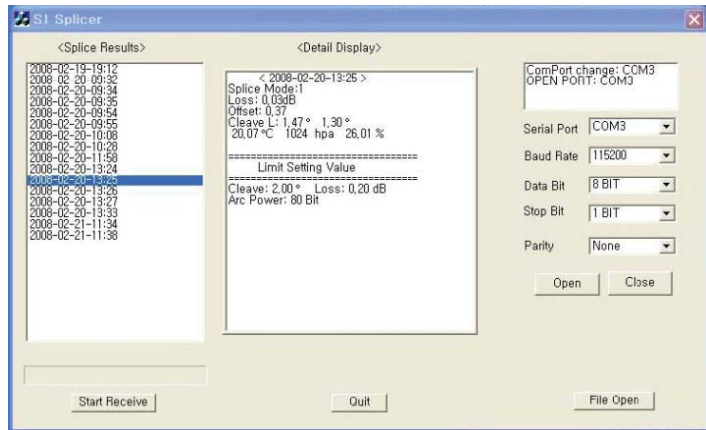 S1 Splicer
<Splice Results>
2008-02-19-19:12
2008-02-20-09:32
2008-02-20-09:34
2008-02-20-09:35
2008-02-20-09:54
2008-02-20-09:55
2008-02-20-10:08
2008-02-20-10:28
2008-02-20-11:58
2008-02-20-13:24
2008-02-20-13:25
2008-02-20-13:26
2008-02-20-13:27
2008-02-20-13:33
2008-02-21-11:34
2008-02-21-11:38
Start Receive
<Detail Display>
< 2008-02-20-13:25 >
Splice Mode:1
Loss: 0,03dB
Offset: 0,37
Cleave L: 1,47 °  1,30 °
20,07 °C  1024  hpa  26,01 %
==================================
Limit Setting Value
==================================
Cleave: 2,00 °  Loss: 0,20 dB
Arc Power: 80 Bit
Quit
ComPort change: COM3
OPEN PORT: COM3
Serial Port COM3
Baud Rate 115200
Data Bit 8 BIT
Stop Bit 1 BIT
Parity None
Open Close
File Open